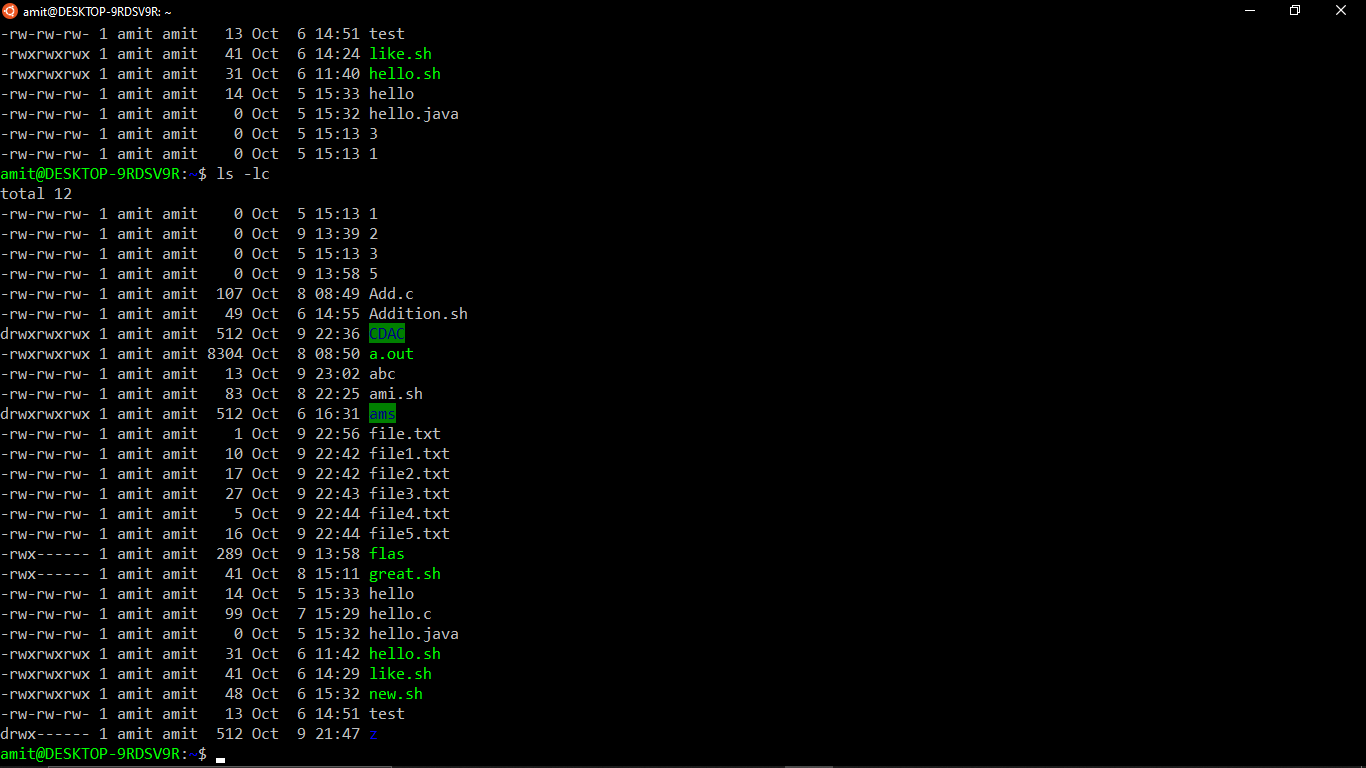 amit@DESKTOP-9RDSV9R: ~
-rw-rw-rw- 1 amit amit   13 Oct  6 14:51 test
-rwxrwxrwx 1 amit amit   41 Oct  6 14:24 like.sh
-rwxrwxrwx 1 amit amit   31 Oct  6 11:40 hello.sh
-rw-rw-rw- 1 amit amit   14 Oct  5 15:33 hello
-rw-rw-rw- 1 amit amit    0 Oct  5 15:32 hello.java
-rw-rw-rw- 1 amit amit    0 Oct  5 15:13 3
-rw-rw-rw- 1 amit amit    0 Oct  5 15:13 1
amit@DESKTOP-9RDSV9R:~$ ls -lc
total 12
-rw-rw-rw- 1 amit amit    0 Oct  5 15:13 1
-rw-rw-rw- 1 amit amit    0 Oct  9 13:39 2
-rw-rw-rw- 1 amit amit    0 Oct  5 15:13 3
-rw-rw-rw- 1 amit amit    0 Oct  9 13:58 5
-rw-rw-rw- 1 amit amit  107 Oct  8 08:49 Add.c
-rw-rw-rw- 1 amit amit   49 Oct  6 14:55 Addition.sh
drwxrwxrwx 1 amit amit  512 Oct  9 22:36 CDAC
-rwxrwxrwx 1 amit amit 8304 Oct  8 08:50 a.out
-rw-rw-rw- 1 amit amit   13 Oct  9 23:02 abc
-rw-rw-rw- 1 amit amit   83 Oct  8 22:25 ami.sh
drwxrwxrwx 1 amit amit  512 Oct  6 16:31 ams
-rw-rw-rw- 1 amit amit    1 Oct  9 22:56 file.txt
-rw-rw-rw- 1 amit amit   10 Oct  9 22:42 file1.txt
-rw-rw-rw- 1 amit amit   17 Oct  9 22:42 file2.txt
-rw-rw-rw- 1 amit amit   27 Oct  9 22:43 file3.txt
-rw-rw-rw- 1 amit amit    5 Oct  9 22:44 file4.txt
-rw-rw-rw- 1 amit amit   16 Oct  9 22:44 file5.txt
-rwx------ 1 amit amit  289 Oct  9 13:58 flas
-rwx------ 1 amit amit   41 Oct  8 15:11 great.sh
-rw-rw-rw- 1 amit amit   14 Oct  5 15:33 hello
-rw-rw-rw- 1 amit amit   99 Oct  7 15:29 hello.c
-rw-rw-rw- 1 amit amit    0 Oct  5 15:32 hello.java
-rwxrwxrwx 1 amit amit   31 Oct  6 11:42 hello.sh
-rwxrwxrwx 1 amit amit   41 Oct  6 14:29 like.sh
-rwxrwxrwx 1 amit amit   48 Oct  6 15:32 new.sh
-rw-rw-rw- 1 amit amit   13 Oct  6 14:51 test
drwx------ 1 amit amit  512 Oct  9 21:47 z
amit@DESKTOP-9RDSV9R:~$